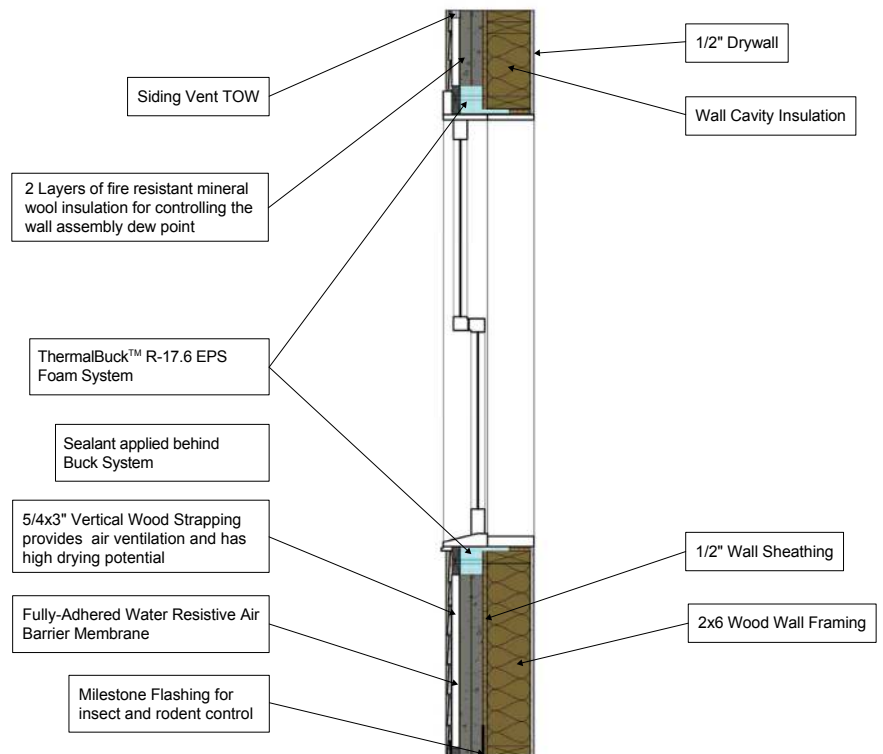 Siding Vent TOW
2 Layers of fire resistant mineral
wool insulation for controlling the
wall assembly dew point
ThermalBuck™ R-17.6 EPS
Foam System
Sealant applied behind
Buck System
5/4x3" Vertical Wood Strapping
provides air ventilation and has
high drying potential
Fully-Adhered Water Resistive Air
Barrier Membrane
Milestone Flashing for
insect and rodent control
1/2" Drywall
Wall Cavity Insulation
1/2" Wall Sheathing
2x6 Wood Wall Framing